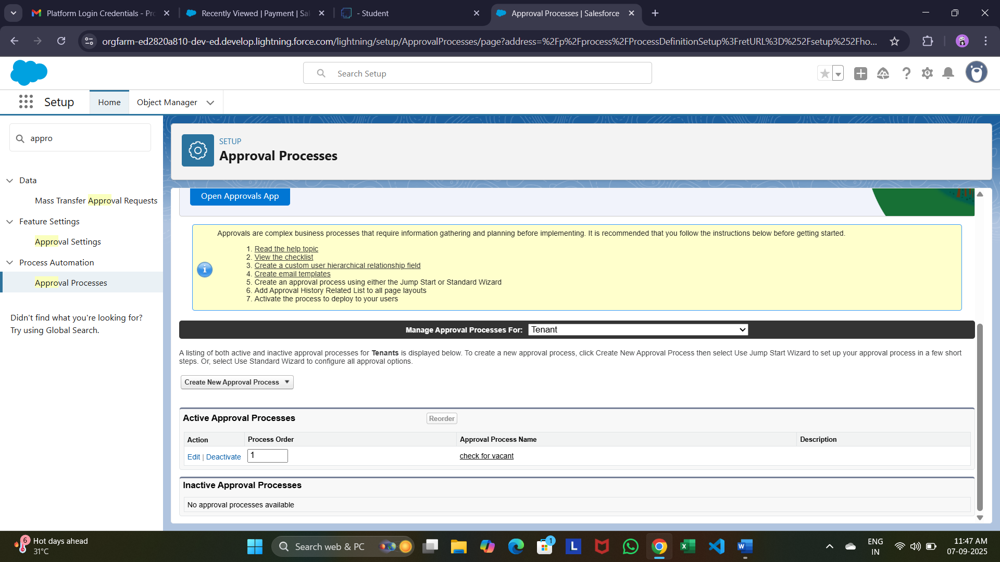 Platform Login Credentials - Pro
Recently Viewed | Payment | Sal
- Student
Approval Processes | Salesforce
orgfarm-ed2820a810-dev-ed.develop.lightning.force.com/lightning/setup/ApprovalProcesses/page?address=%2Fp%2Fprocess%2FProcessDefinitionSetup%3FretURL%3D%252Fsetup%252Fho...
Search Setup
Setup
Home
Object Manager
appro
Data
Mass Transfer Approval Requests
Feature Settings
Approval Settings
Process Automation
Approval Processes
Didn't find what you're looking for?
Try using Global Search.
SETUP
Approval Processes
Open Approvals App
Approvals are complex business processes that require information gathering and planning before implementing. It is recommended that you follow the instructions below before getting started.
1. Read the help topic
2. View the checklist
3. Create a custom user hierarchical relationship field
4. Create email templates
5. Create an approval process using either the Jump Start or Standard Wizard
6. Add Approval History Related List to all page layouts
7. Activate the process to deploy to your users
Manage Approval Processes For: Tenant
A listing of both active and inactive approval processes for Tenants is displayed below. To create a new approval process, click Create New Approval Process then select Use Jump Start Wizard to set up your approval process in a few short
steps. Or, select Use Standard Wizard to configure all approval options.
Create New Approval Process
Active Approval Processes
Reorder
Action Process Order Approval Process Name Description
Edit | Deactivate 1 check for vacant
Inactive Approval Processes
No approval processes available
6
Hot days ahead
31°C
Search web & PC
1
L
X
W
ENG
IN
11:47 AM
07-09-2025